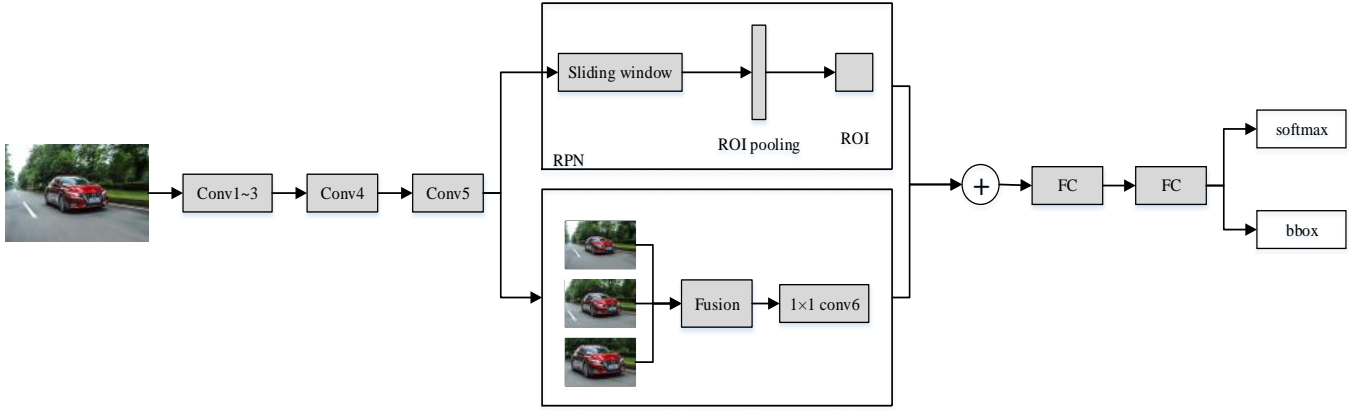 Conv1~3
Conv4
Conv5
Sliding window
ROI pooling
ROI
RPN
Fusion
1×1 conv6
+
FC
FC
softmax
bbox